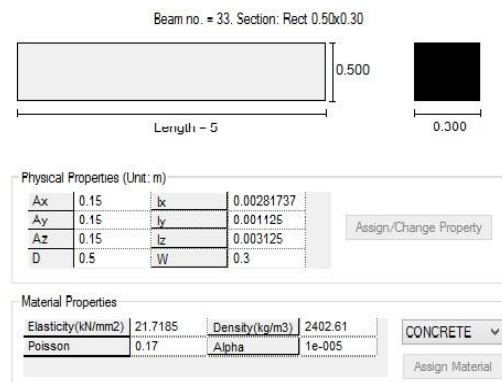 Beam no. = 33. Section: Rect 0.50x0.30
0.500
Length = 5
0.300
Physical Properties (Unit: m)
Ax 0.15 Ix 0.00281737
Ay 0.15 Iy 0.001125
Az 0.15 Iz 0.003125
D 0.5 W 0.3
Assign/Change Property
Material Properties
Elasticity(kN/mm2) 21.7185 Density(kg/m3) 2402.61
Poisson 0.17 Alpha 1e-005
CONCRETE
Assign Material